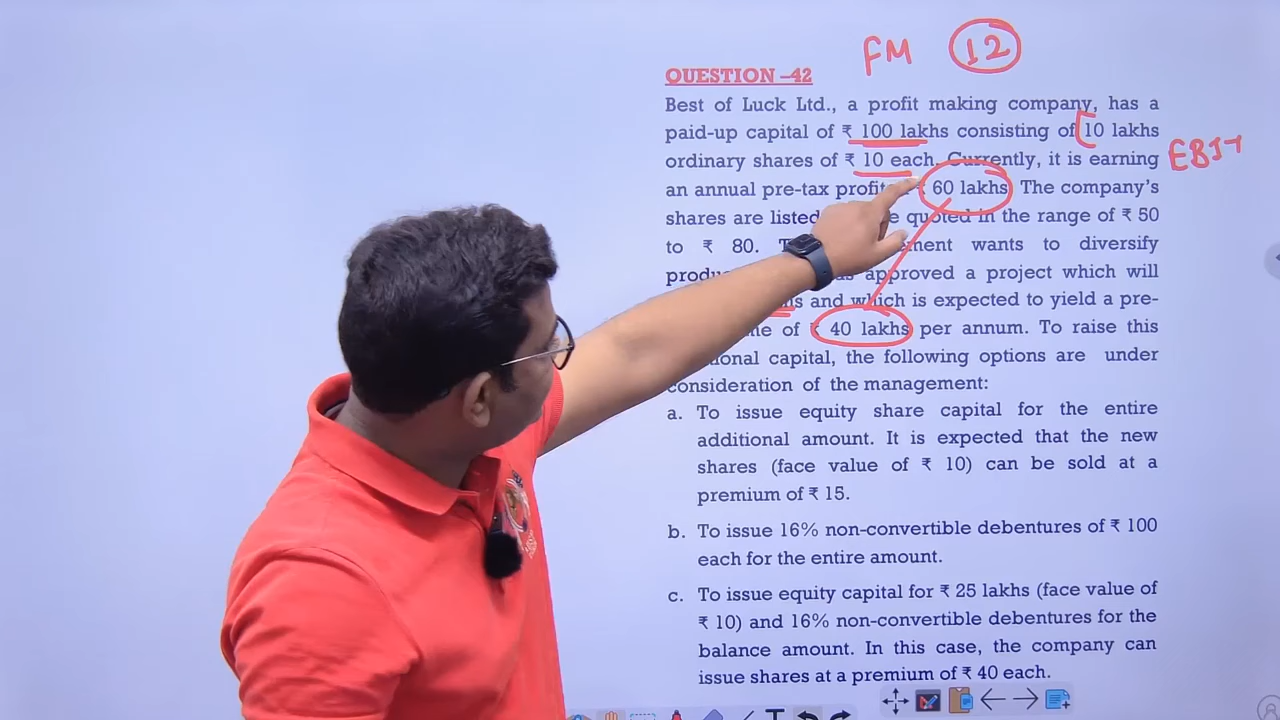 FM 12
QUESTION –42
Best of Luck Ltd., a profit making company, has a
paid-up capital of ₹ 100 lakhs consisting of 10 lakhs
ordinary shares of ₹ 10 each. Currently, it is earning
EBIT
an annual pre-tax profit 60 lakhs. The company's
shares are listed quoted in the range of ₹ 50
to ₹ 80. wants to diversify
approved a project which will
and which is expected to yield a pre-
of ₹ 40 lakhs per annum. To raise this
capital, the following options are under
consideration of the management:
a. To issue equity share capital for the entire
additional amount. It is expected that the new
shares (face value of ₹ 10) can be sold at a
premium of ₹ 15.
b. To issue 16% non-convertible debentures of ₹ 100
each for the entire amount.
c. To issue equity capital for ₹ 25 lakhs (face value of
₹ 10) and 16% non-convertible debentures for the
balance amount. In this case, the company can
issue shares at a premium of ₹ 40 each.